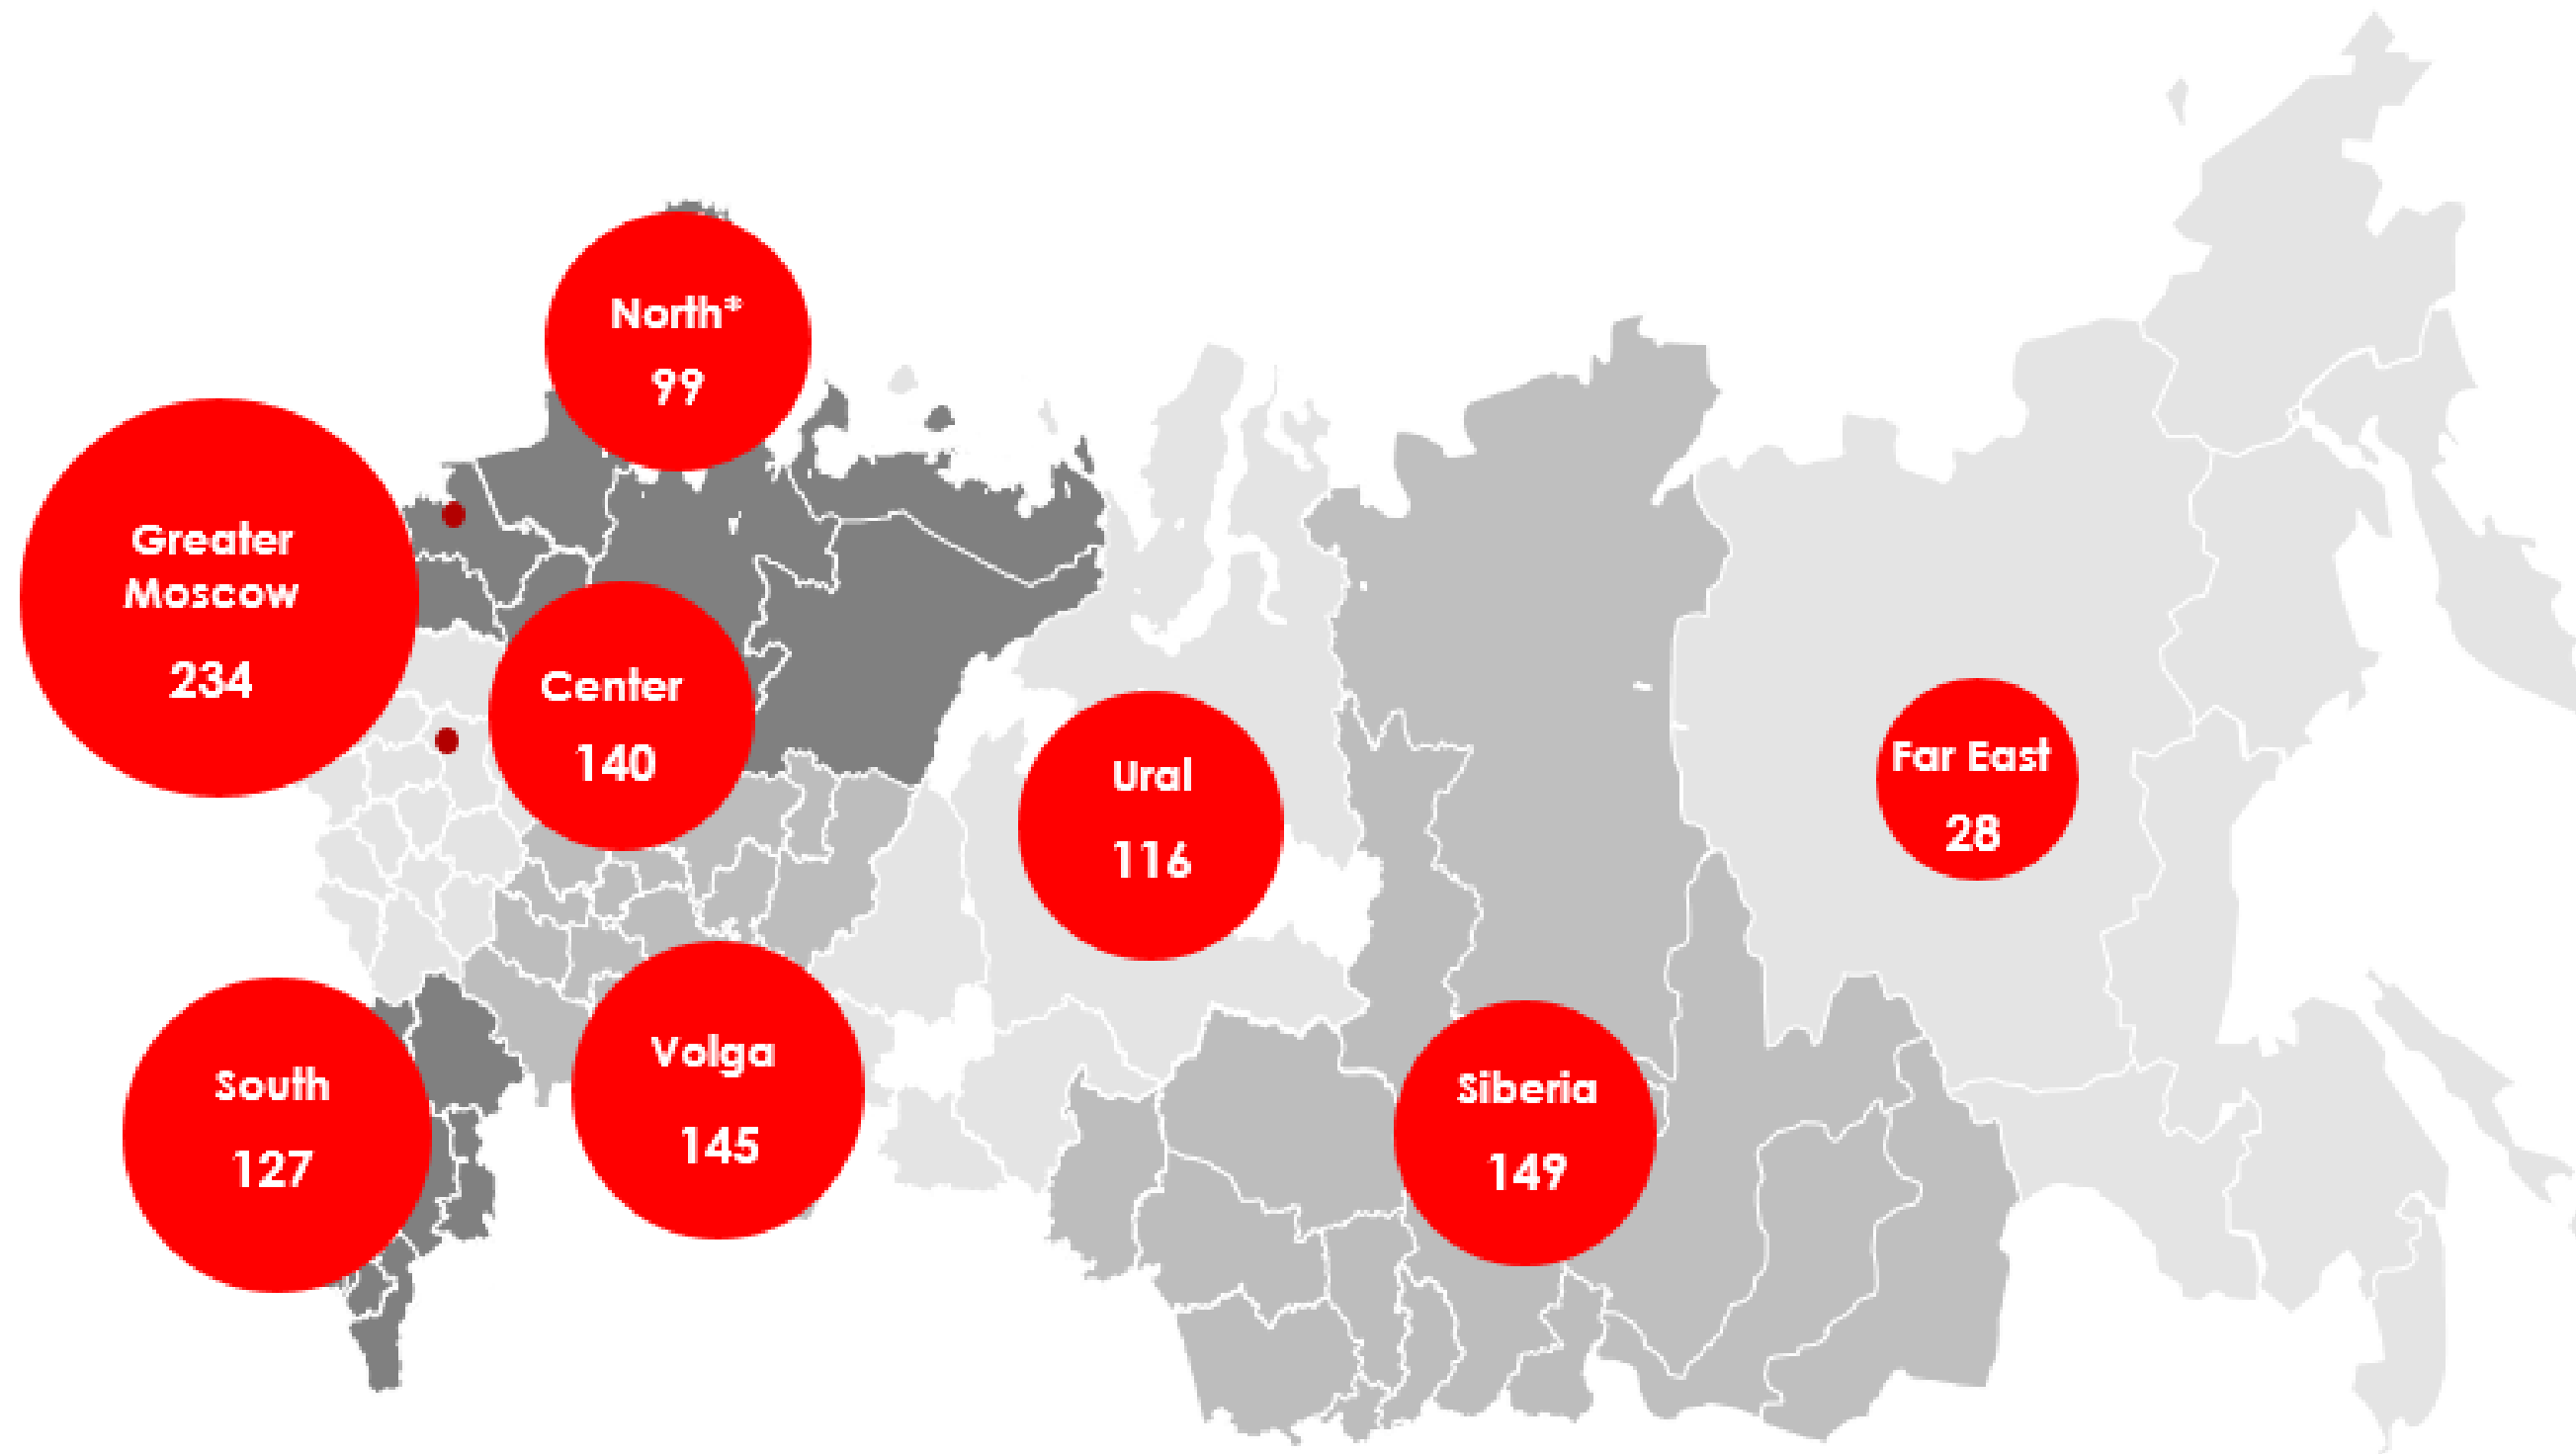 North*
99
Greater
Moscow
234
Center
140
Ural
116
Far East
28
South
127
Volga
145
Siberia
149